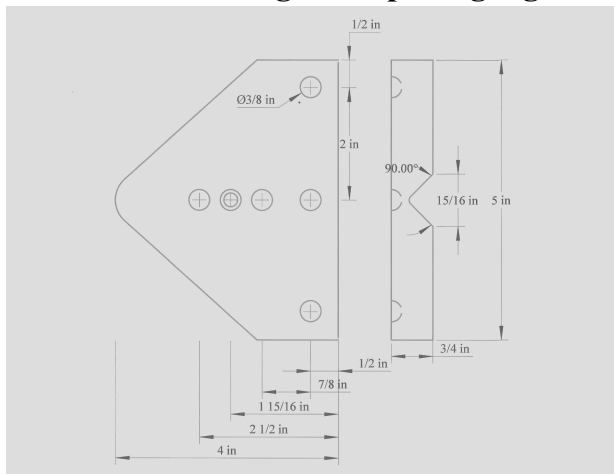 1/2 in
Ø3/8 in
2 in
90.00°
15/16 in
5 in
3/4 in
1/2 in
7/8 in
1 15/16 in
2 1/2 in
4 in